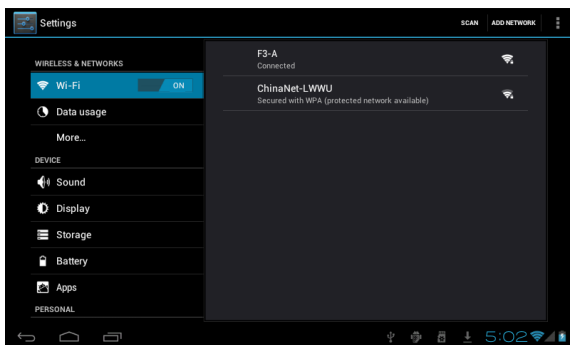 Settings
SCAN ADD NETWORK
WIRELESS & NETWORKS
Wi-Fi ON
Data usage
More...
DEVICE
Sound
Display
Storage
Battery
Apps
PERSONAL
F3-A
Connected
ChinaNet-LWWU
Secured with WPA (protected network available)
5:02